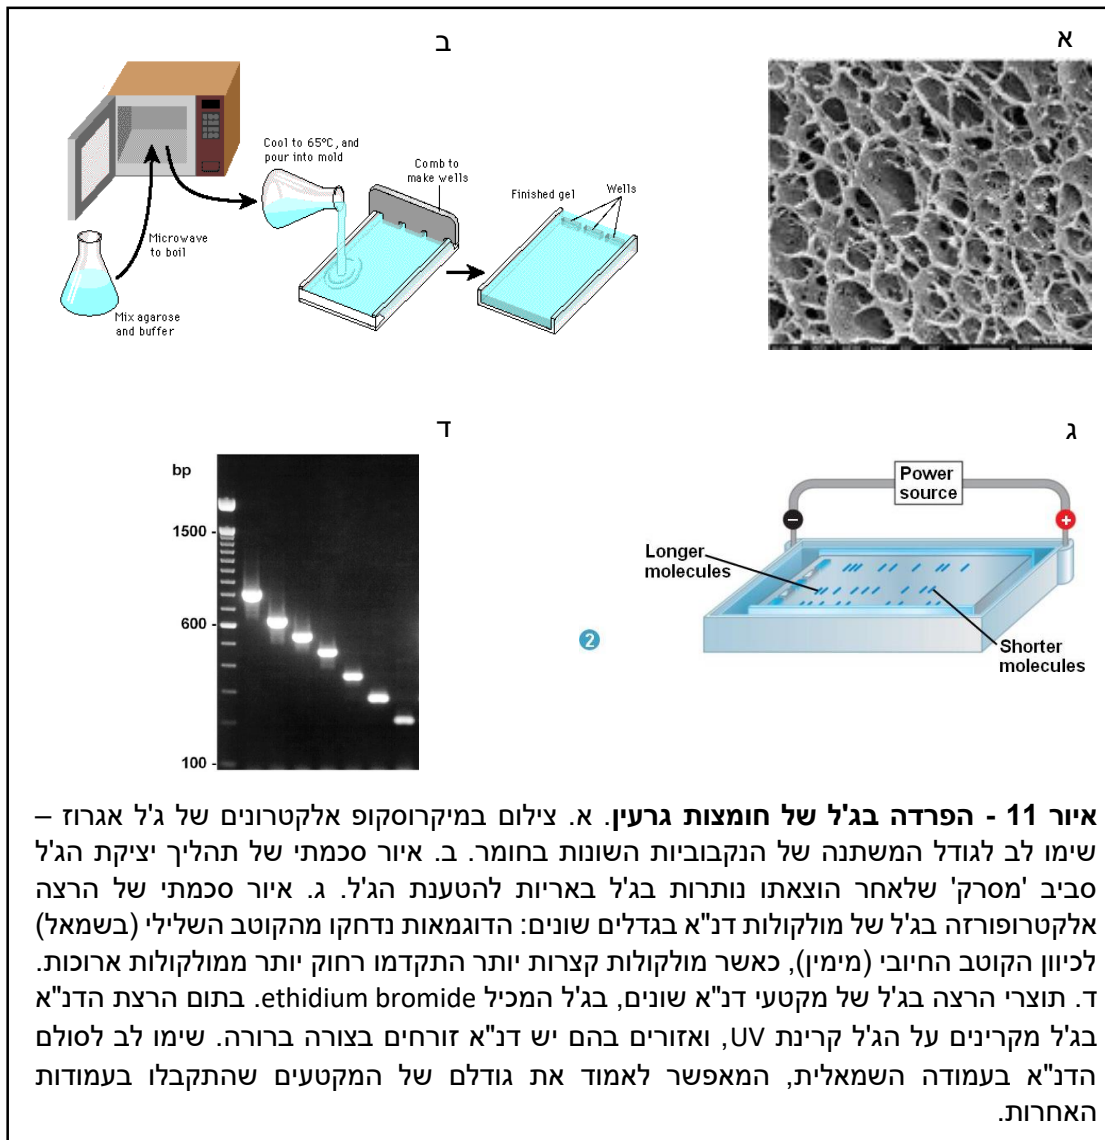 א
ב
Cool to 65°C, and
pour into mold
Comb to
make wells
Finished gel
Wells
Microwave
to boil
Mix agarose
and buffer
ג
Power
source
−
+
Longer
molecules
Shorter
molecules
2
ד
bp
1500 -
600 -
100 -
איור 11 - הפרדה בג'ל של חומצות גרעין. א. צילום במיקרוסקופ אלקטרונים של ג'ל אגרוז –
שימו לב לגודל המשתנה של הנקבוביות השונות בחומר. ב. איור סכמתי של תהליך יציקת הג'ל
סביב 'מסרק' שלאחר הוצאתו נותרות בג'ל באריות להטענת הג'ל. ג. איור סכמתי של הרצה
אלקטרופורזה בג'ל של מולקולות דנ"א בגדלים שונים: הדוגמאות נדחקו מהקוטב השלילי (בשמאל)
לכיוון הקוטב החיובי (מימין), כאשר מולקולות קצרות יותר התקדמו רחוק יותר ממולקולות ארוכות.
ד. תוצרי הרצה בג'ל של מקטעי דנ"א שונים, בג'ל המכיל ethidium bromide. בתום הרצת הדנ"א
בג'ל מקרינים על הג'ל קרינת UV, ואזורים בהם יש דנ"א זורחים בצורה ברורה. שימו לב לסולם
הדנ"א בעמודה השמאלית, המאפשר לאמוד את גודלם של המקטעים שהתקבלו בעמודות
האחרות.